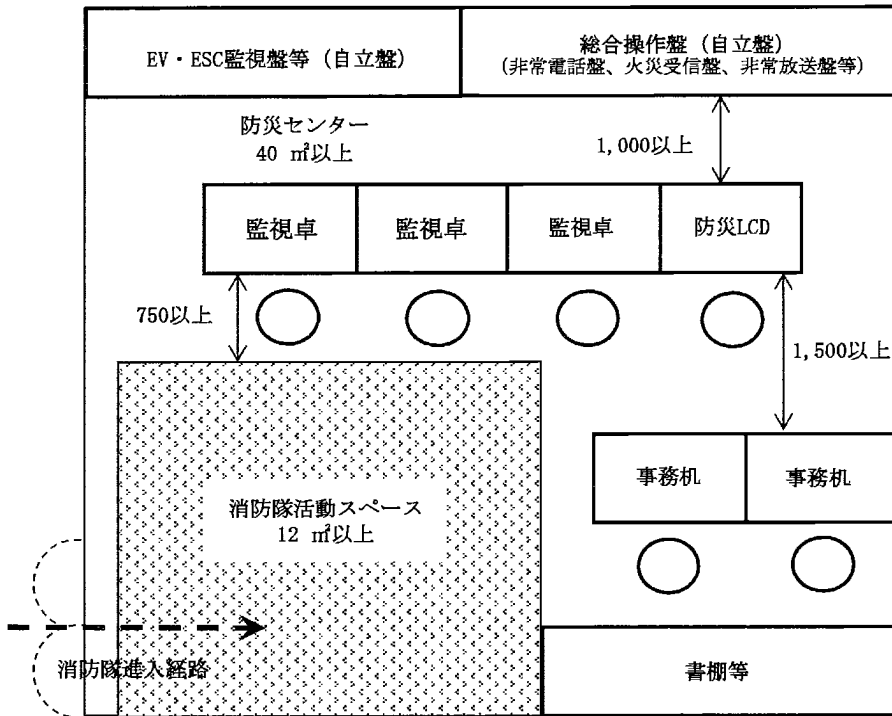 EV・ESC監視盤等（自立盤）
総合操作盤（自立盤）
（非常電話盤、火災受信盤、非常放送盤等）
防災センター
40 ㎡以上
1,000以上
監視卓
監視卓
監視卓
防災LCD
750以上
1,500以上
事務机
事務机
消防隊活動スペース
12 ㎡以上
消防隊進入経路
書棚等